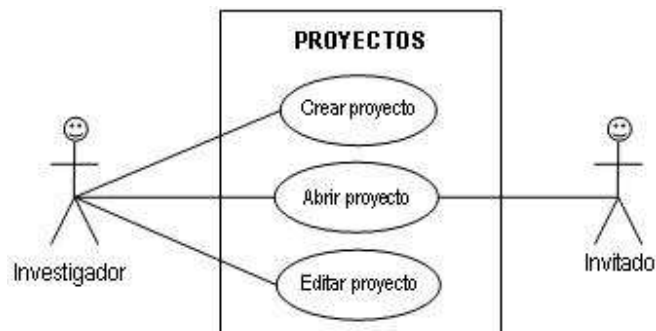 PROYECTOS
Crear proyecto
Abrir proyecto
Investigador
Invitado
Editar proyecto